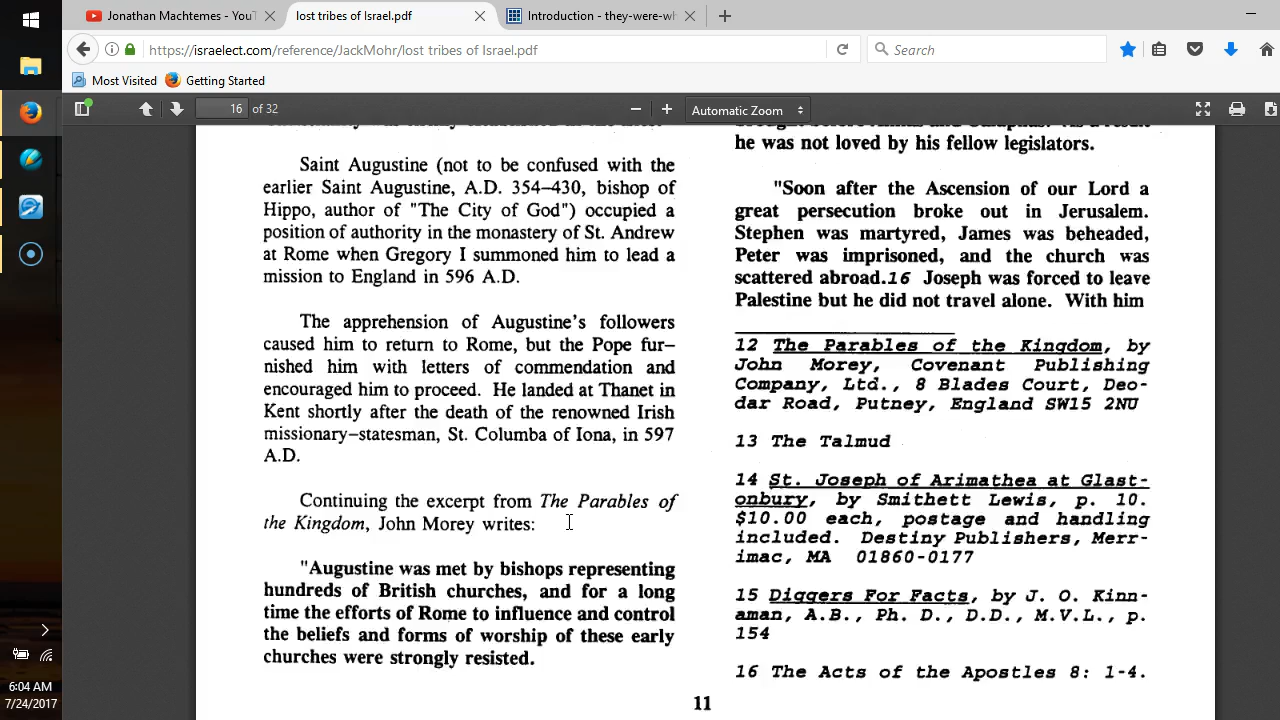 Jonathan Machtemes - YouT
lost tribes of Israel.pdf
Introduction - they-were-wh
https://israelect.com/reference/JackMohr/lost tribes of Israel.pdf
Search
Most Visited
Getting Started
16 of 32
Automatic Zoom
Saint Augustine (not to be confused with the
earlier Saint Augustine, A.D. 354–430, bishop of
Hippo, author of "The City of God") occupied a
position of authority in the monastery of St. Andrew
at Rome when Gregory I summoned him to lead a
mission to England in 596 A.D.
The apprehension of Augustine's followers
caused him to return to Rome, but the Pope fur–
nished him with letters of commendation and
encouraged him to proceed. He landed at Thanet in
Kent shortly after the death of the renowned Irish
missionary–statesman, St. Columba of Iona, in 597
A.D.
Continuing the excerpt from The Parables of
the Kingdom, John Morey writes:
"Augustine was met by bishops representing
hundreds of British churches, and for a long
time the efforts of Rome to influence and control
the beliefs and forms of worship of these early
churches were strongly resisted.
he was not loved by his fellow legislators.
"Soon after the Ascension of our Lord a
great persecution broke out in Jerusalem.
Stephen was martyred, James was beheaded,
Peter was imprisoned, and the church was
scattered abroad.16 Joseph was forced to leave
Palestine but he did not travel alone. With him
12 The Parables of the Kingdom, by
John Morey, Covenant Publishing
Company, Ltd., 8 Blades Court, Deo-
dar Road, Putney, England SW15 2NU
13 The Talmud
14 St. Joseph of Arimathea at Glast-
onbury, by Smithett Lewis, p. 10.
$10.00 each, postage and handling
included. Destiny Publishers, Merr-
imac, MA 01860-0177
15 Diggers For Facts, by J. O. Kinn-
aman, A.B., Ph. D., D.D., M.V.L., p.
154
16 The Acts of the Apostles 8: 1-4.
11
6:04 AM
7/24/2017